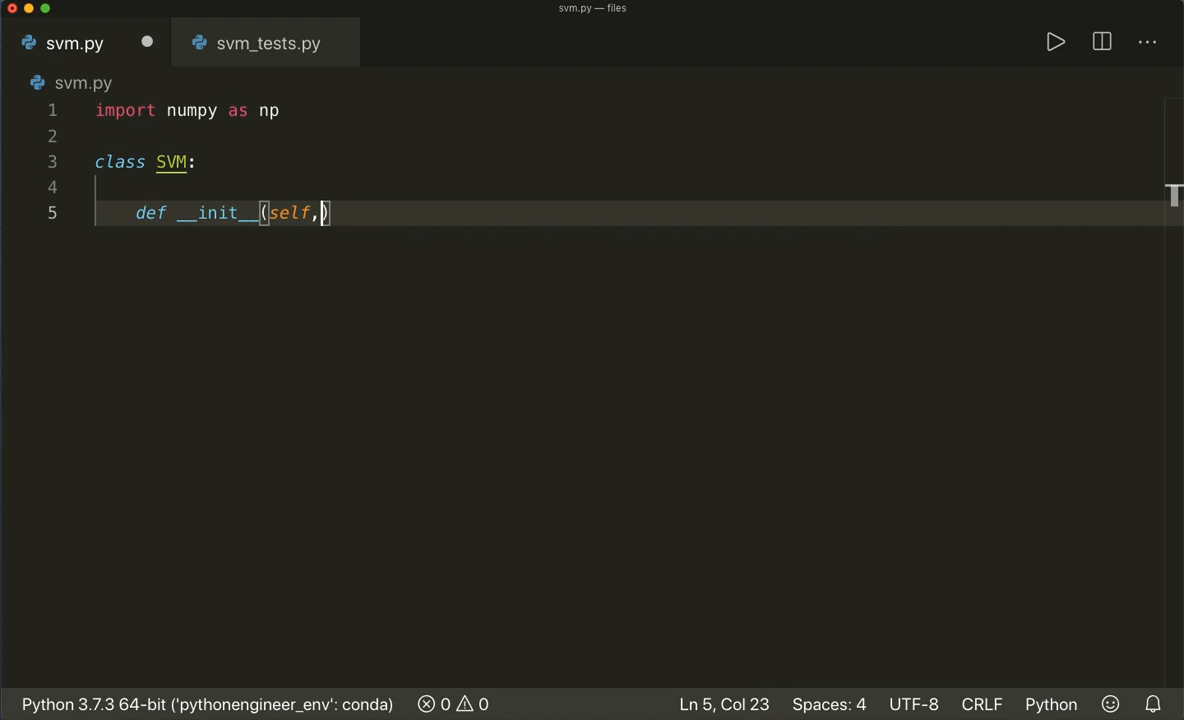 svm.py — files
svm.py
svm_tests.py
svm.py
1 import numpy as np
2
3 class SVM:
4
5 def __init__(self,)
Python 3.7.3 64-bit ('pythonengineer_env': conda) 0 0 Ln 5, Col 23 Spaces: 4 UTF-8 CRLF Python